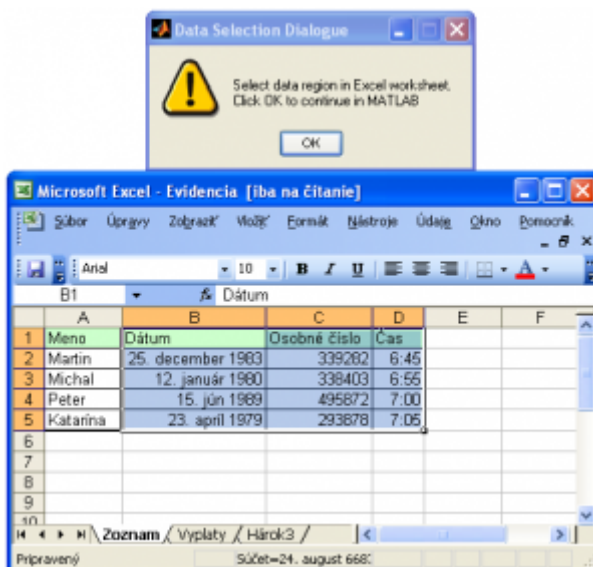 Data Selection Dialogue
Select data region in Excel worksheet.
Click OK to continue in MATLAB
OK
Microsoft Excel - Evidencia [iba na čítanie]
Súbor Úpravy Zobraziť Vložiť Formát Nástroje Údaje Okno Pomocník
Arial 10 B I U A
B1 fx Dátum
A B C D E F
1 Meno Dátum Osobné číslo Čas
2 Martin 25. december 1983 339282 6:45
3 Michal 12. január 1980 338403 6:55
4 Peter 15. jún 1989 495872 7:00
5 Katarína 23. apríl 1979 293878 7:05
6
7
8
9
10
Zoznam Vyplaty Hárok3
Pripravený Súčet=24. august